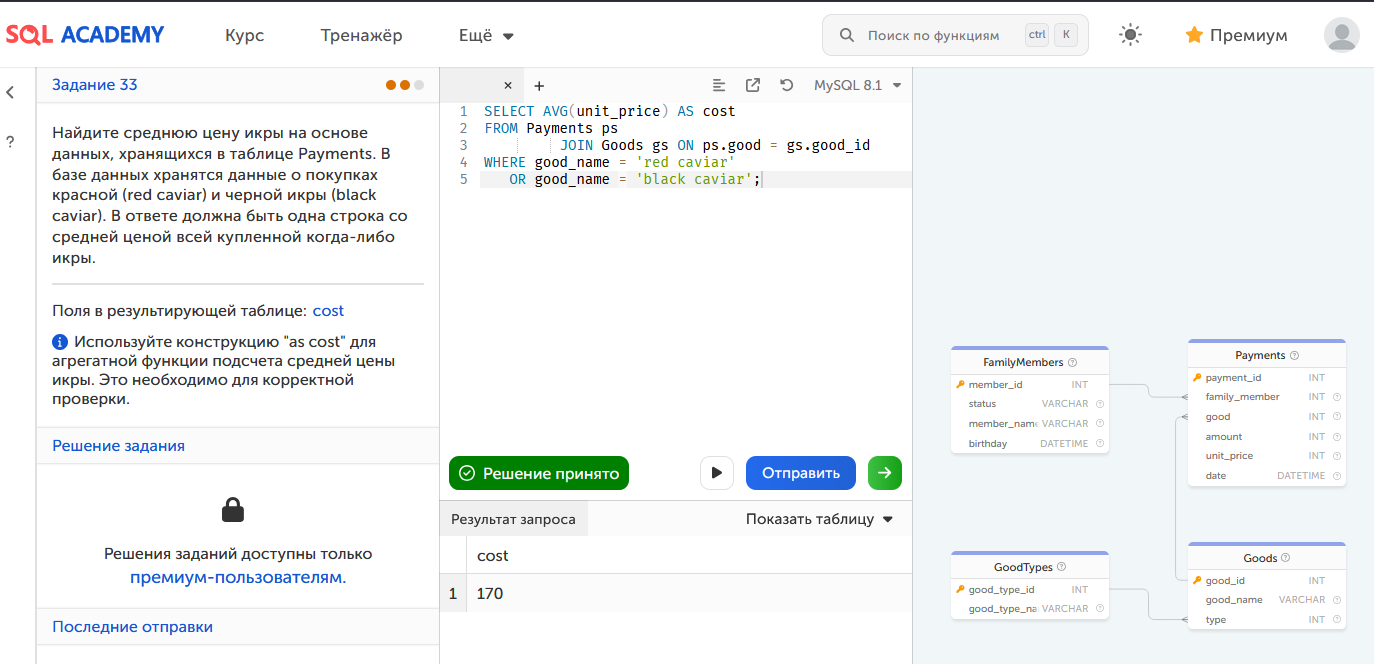 SQL ACADEMY
Курс
Тренажёр
Ещё
Поиск по функциям
ctrl
K
Премиум
Задание 33
Найдите среднюю цену икры на основе
данных, хранящихся в таблице Payments. В
базе данных хранятся данные о покупках
красной (red caviar) и черной икры (black
caviar). В ответе должна быть одна строка со
средней ценой всей купленной когда-либо
икры.
Поля в результирующей таблице: cost
Используйте конструкцию "as cost" для
агрегатной функции подсчета средней цены
икры. Это необходимо для корректной
проверки.
Решение задания
Решения заданий доступны только
премиум-пользователям.
Последние отправки
MySQL 8.1
1 SELECT AVG(unit_price) AS cost
2 FROM Payments ps
3 JOIN Goods gs ON ps.good = gs.good_id
4 WHERE good_name = 'red caviar'
5 OR good_name = 'black caviar';
Решение принято
Отправить
Результат запроса
Показать таблицу
cost
1 170
FamilyMembers
member_id INT
status VARCHAR
member_name VARCHAR
birthday DATETIME
Payments
payment_id INT
family_member INT
good INT
amount INT
unit_price INT
date DATETIME
GoodTypes
good_type_id INT
good_type_na VARCHAR
Goods
good_id INT
good_name VARCHAR
type INT